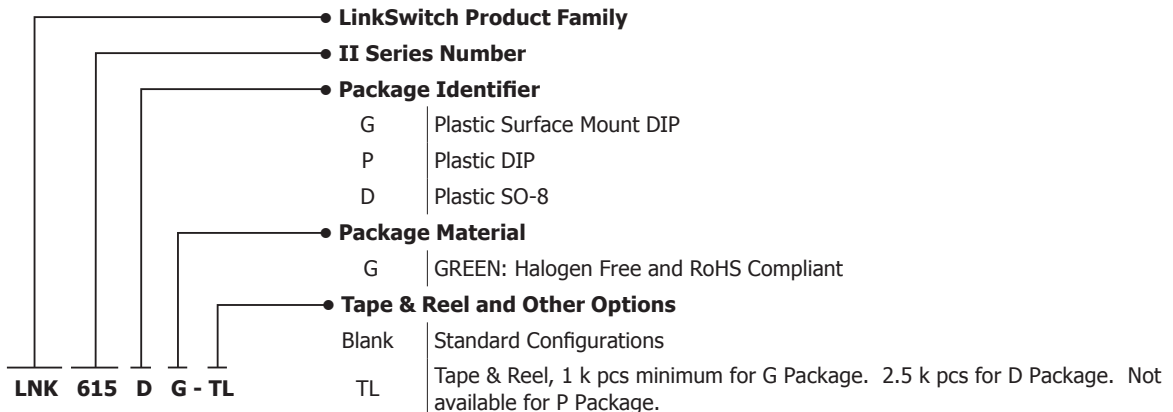 LinkSwitch Product Family
II Series Number
Package Identifier
G Plastic Surface Mount DIP
P Plastic DIP
D Plastic SO-8
Package Material
G GREEN: Halogen Free and RoHS Compliant
Tape & Reel and Other Options
Blank Standard Configurations
TL Tape & Reel, 1 k pcs minimum for G Package. 2.5 k pcs for D Package. Not
available for P Package.
LNK 615 D G - TL